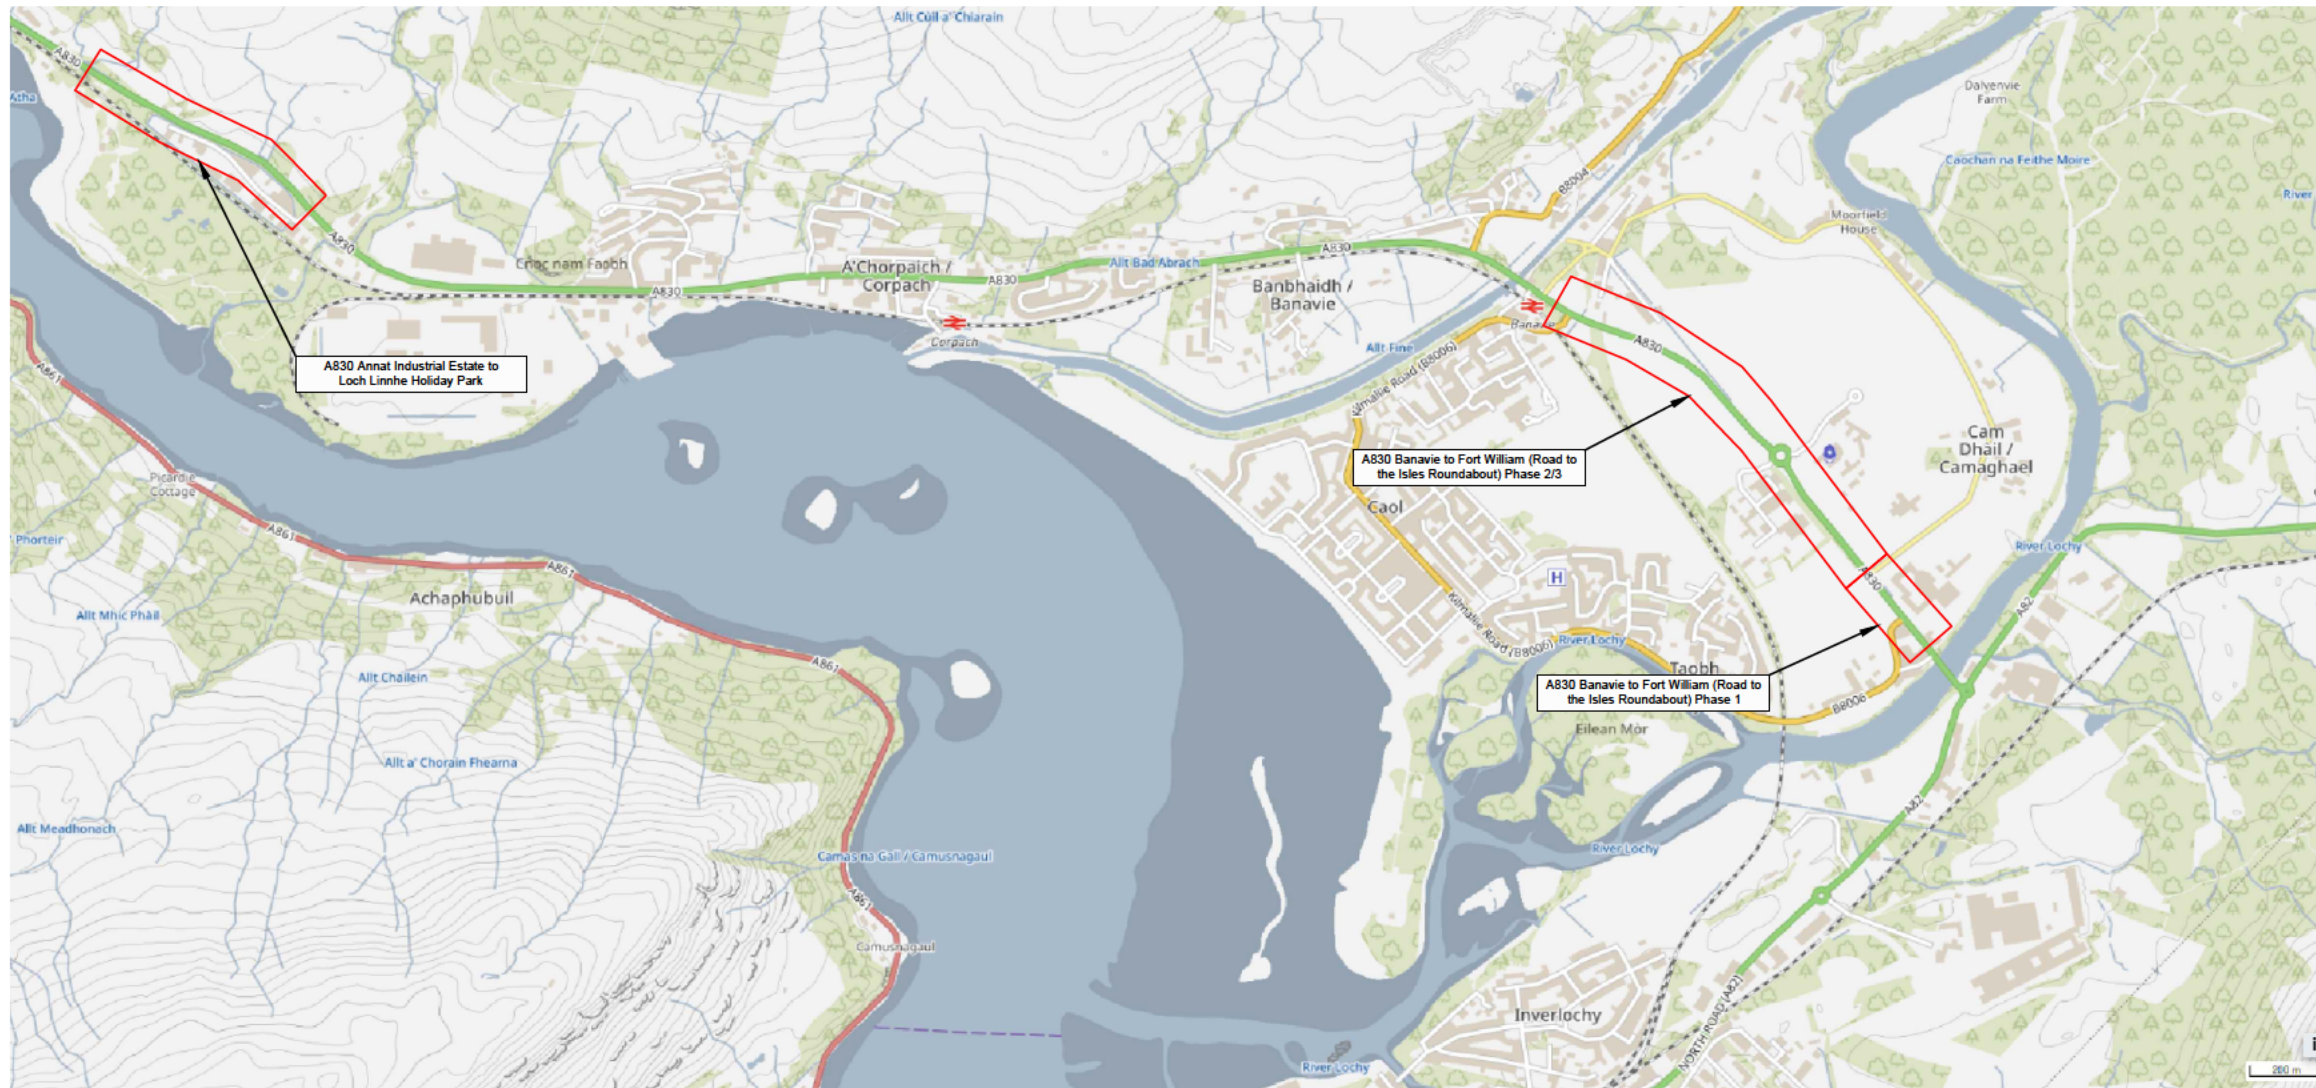 Allt Cùil a' Chiarain
A830
Atha
Dalvenvie
Farm
Caochan na Feithe Moire
River
B8004
Moorfield
House
A830
Cnoc nam Faobh
A'Chorpaich /
Corpach
A830
A830
Allt Bad Abrach
A830
Banbhaidh /
Banavie
Corpach
Banavie
Allt Fine
A830
Kilmallie Road (B8006)
A861
A830 Annat Industrial Estate to
Loch Linnhe Holiday Park
Cam
Dhail /
Camaghael
A830 Banavie to Fort William (Road to
the Isles Roundabout) Phase 2/3
Picardie
Cottage
Caol
A861
Phorteir
River Lochy
A861
H
A830
Achaphubuil
Allt Mhic Phàil
Kilmallie Road (B8006)
River Lochy
A82
A861
Taobh
Allt Chailein
A830 Banavie to Fort William (Road to
the Isles Roundabout) Phase 1
B8006
Eilean Mòr
Allt a' Chorain Fhearna
A82
Allt Meadhonach
Camas na Gall / Camusnagaul
River Lochy
A861
Camusnagaul
Inverlochy
NORTH ROAD (A82)
River Lochy
i
200 m